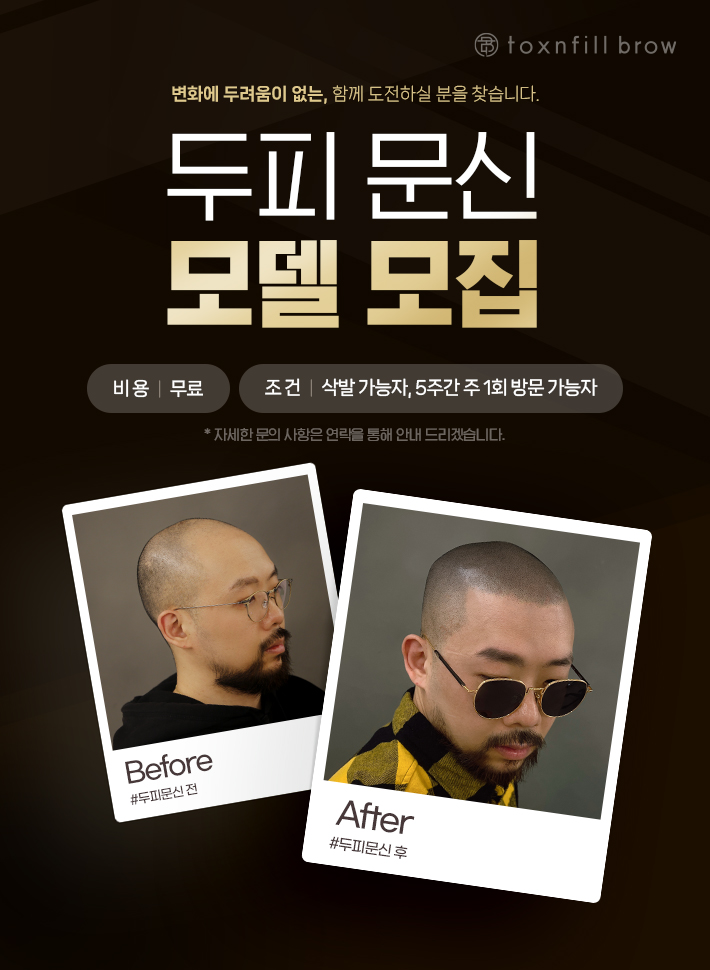 toxnfill brow
변화에 두려움이 없는, 함께 도전하실 분을 찾습니다.
두피 문신
모델 모집
비용 | 무료
조건 | 삭발 가능자, 5주간 주 1회 방문 가능자
* 자세한 문의 사항은 연락을 통해 안내 드리겠습니다.
Before
#두피문신 전
After
#두피문신 후